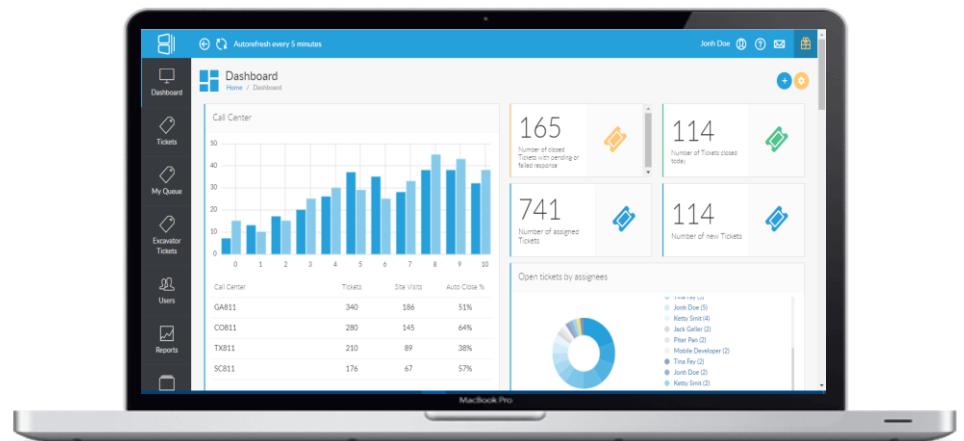 Autorefresh every 5 minutes
Jonh Doe
Dashboard
Home / Dashboard
Dashboard
Tickets
My Queue
Excavator
Tickets
Users
Reports
Call Center
50
40
30
20
10
0
0 1 2 3 4 5 6 7 8 9 10
Call Center Tickets Site Visits Auto Close %
GA811 340 186 51%
CO811 280 145 64%
TX811 210 89 38%
SC811 176 67 57%
165
Number of closed
Tickets with pending or
failed response
114
Number of Tickets closed
today
741
Number of assigned
Tickets
114
Number of new Tickets
Open tickets by assignees
Tina Fey (2)
Jonh Doe (5)
Ketty Smit (4)
Jack Galler (2)
Piter Pan (2)
Mobile Developer (2)
Tina Fey (2)
Jonh Doe (2)
Ketty Smit (2)
MacBook Pro